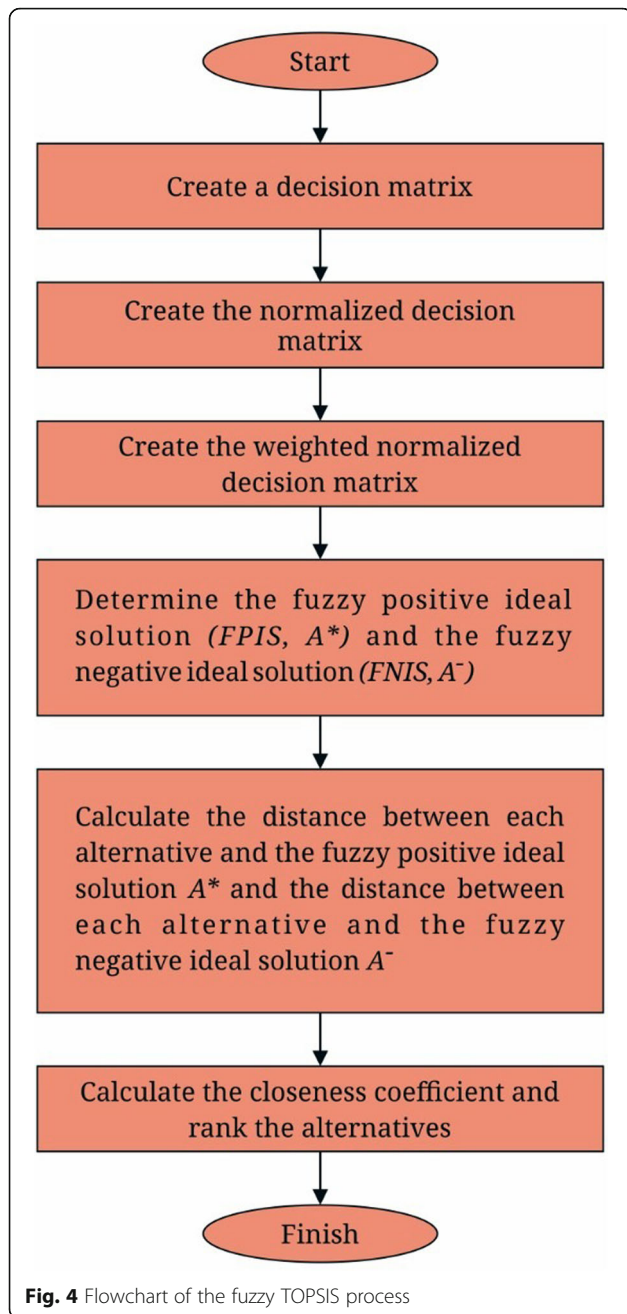 Start
Create a decision matrix
Create the normalized decision
matrix
Create the weighted normalized
decision matrix
Determine the fuzzy positive ideal
solution (FPIS, A*) and the fuzzy
negative ideal solution (FNIS, A⁻)
Calculate the distance between each
alternative and the fuzzy positive ideal
solution A* and the distance between
each alternative and the fuzzy
negative ideal solution A⁻
Calculate the closeness coefficient and
rank the alternatives
Finish
Fig. 4 Flowchart of the fuzzy TOPSIS process